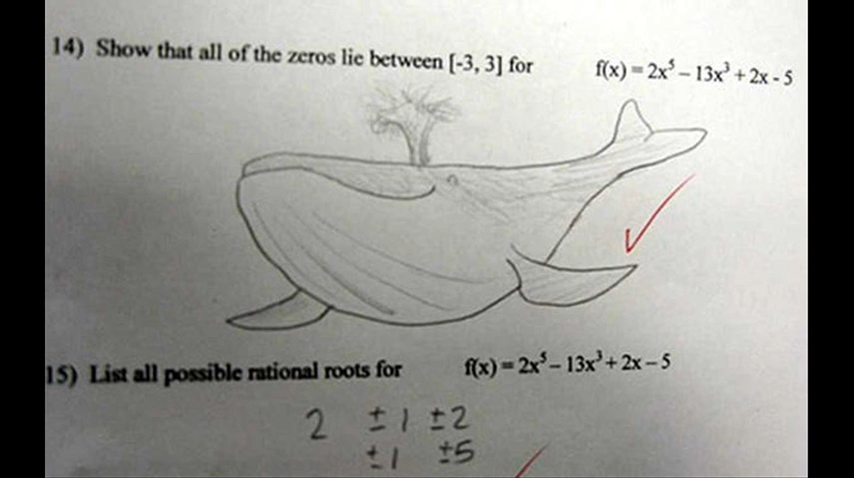 14) Show that all of the zeros lie between [-3, 3] for f(x) = 2x⁵ – 13x³ + 2x - 5
15) List all possible rational roots for f(x) = 2x⁵ – 13x³ + 2x – 5
2 ±1 ±2
±1 ±5